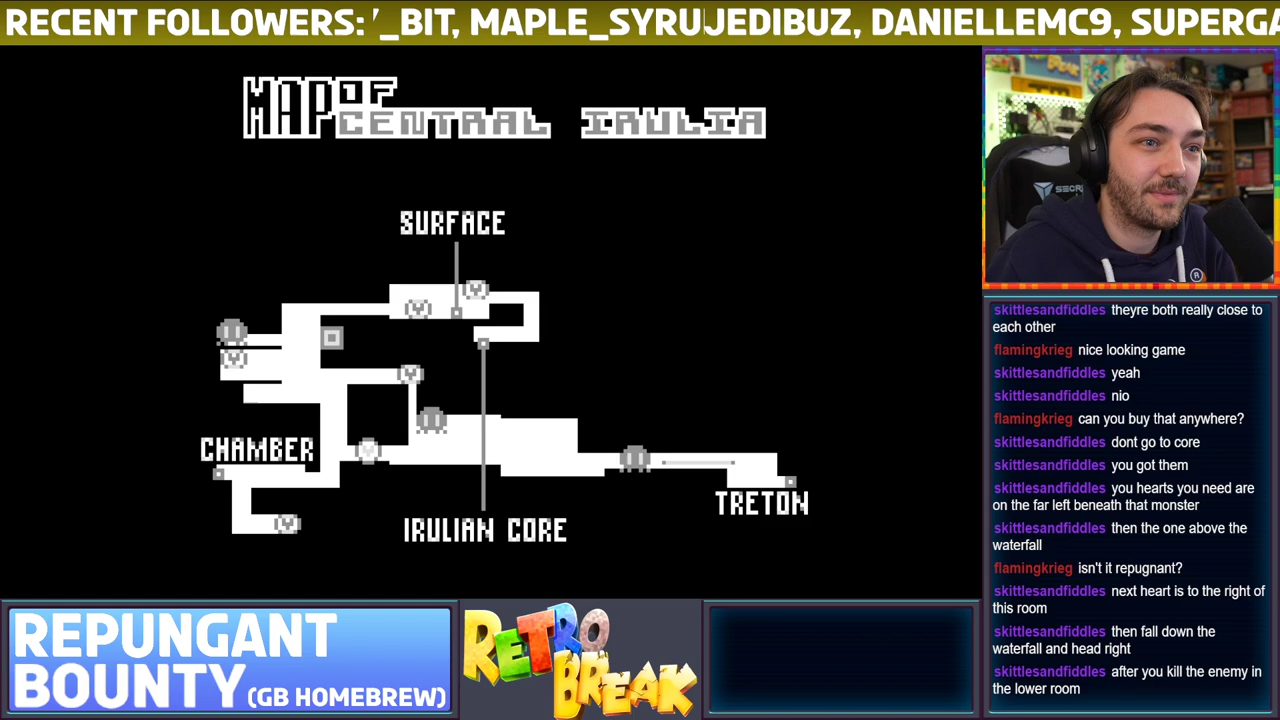 RECENT FOLLOWERS: '_BIT, MAPLE_SYRUJEDIBUZ, DANIELLEMC9, SUPERGA
MAP OF
CENTRAL IRULIA
SURFACE
CHAMBER
TRETON
IRULIAN CORE
SECRE
®
skittlesandfiddles theyre both really close to
each other
flamingkrieg nice looking game
skittlesandfiddles yeah
skittlesandfiddles nio
flamingkrieg can you buy that anywhere?
skittlesandfiddles dont go to core
skittlesandfiddles you got them
skittlesandfiddles you hearts you need are
on the far left beneath that monster
skittlesandfiddles then the one above the
waterfall
flamingkrieg isn't it repugnant?
skittlesandfiddles next heart is to the right of
this room
skittlesandfiddles then fall down the
waterfall and head right
skittlesandfiddles after you kill the enemy in
the lower room
REPUNGANT
BOUNTY (GB HOMEBREW)
RETRO
BREAK